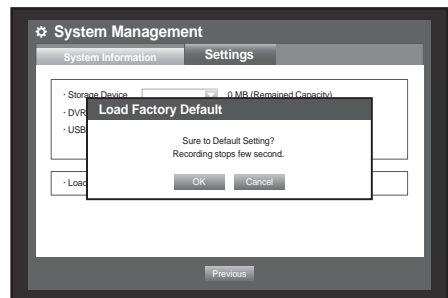 System Management
System Information Settings
· Storage Device 0 MB (Remained Capacity)
· DVR
· USB
Load Factory Default
Sure to Default Setting?
Recording stops few second.
OK Cancel
· Load
Previous